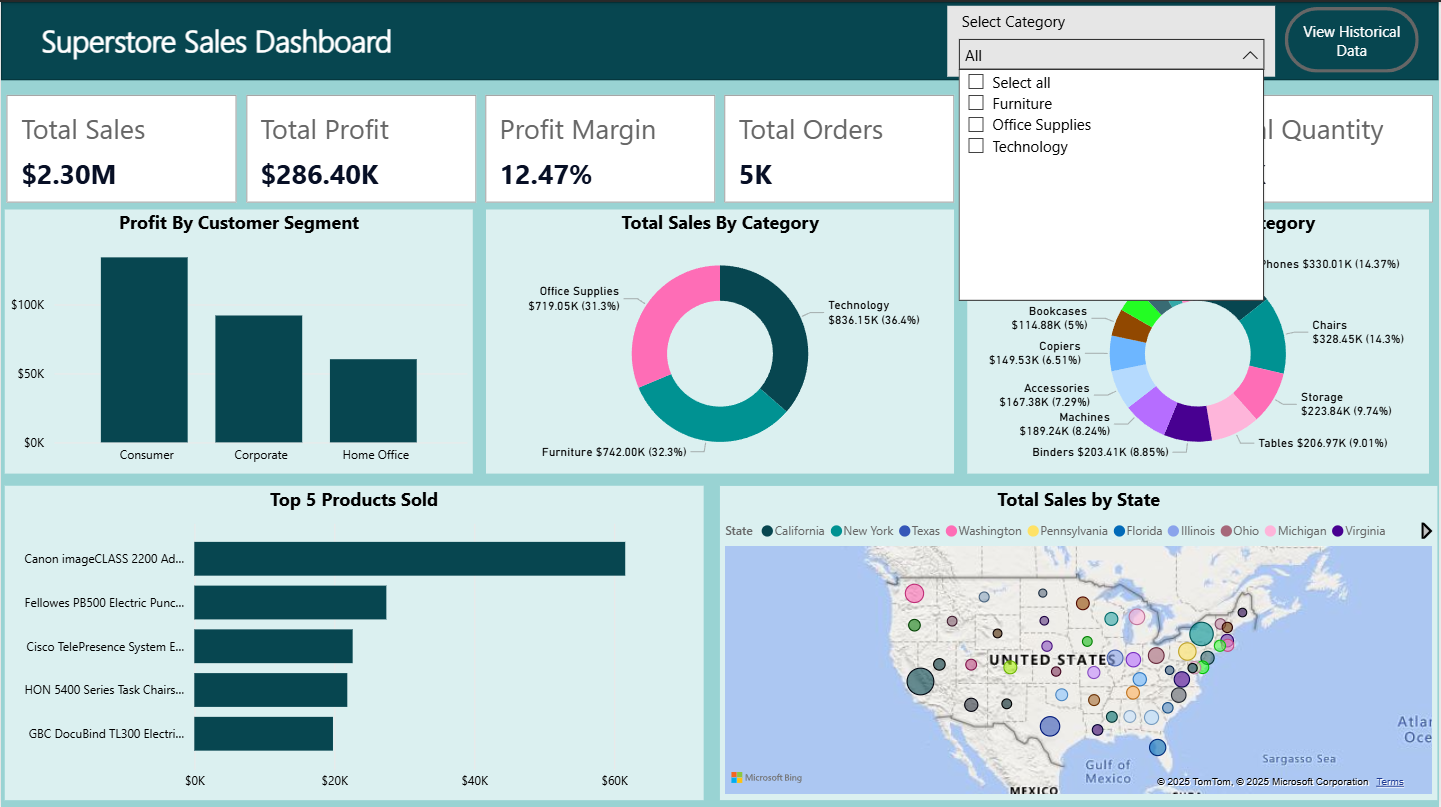 Superstore Sales Dashboard
Select Category
All
Select all
Furniture
Office Supplies
Technology
View Historical
Data
Total Sales
$2.30M
Total Profit
$286.40K
Profit Margin
12.47%
Total Orders
5K
Quantity
Profit By Customer Segment
$100K
$50K
$0K
Consumer
Corporate
Home Office
Total Sales By Category
Office Supplies
$719.05K (31.3%)
Technology
$836.15K (36.4%)
Furniture $742.00K (32.3%)
Phones $330.01K (14.37%)
Chairs
$328.45K (14.3%)
Storage
$223.84K (9.74%)
Tables $206.97K (9.01%)
Binders $203.41K (8.85%)
Machines
$189.24K (8.24%)
Accessories
$167.38K (7.29%)
Copiers
$149.53K (6.51%)
Bookcases
$114.88K (5%)
Top 5 Products Sold
Canon imageCLASS 2200 Ad...
Fellowes PB500 Electric Punc...
Cisco TelePresence System E...
HON 5400 Series Task Chairs...
GBC DocuBind TL300 Electri...
$0K
$20K
$40K
$60K
Total Sales by State
State California New York Texas Washington Pennsylvania Florida Illinois Ohio Michigan Virginia
UNITED STATES
Gulf of
Mexico
MEXICO
Sargasso Sea
Microsoft Bing
© 2025 TomTom, © 2025 Microsoft Corporation Terms